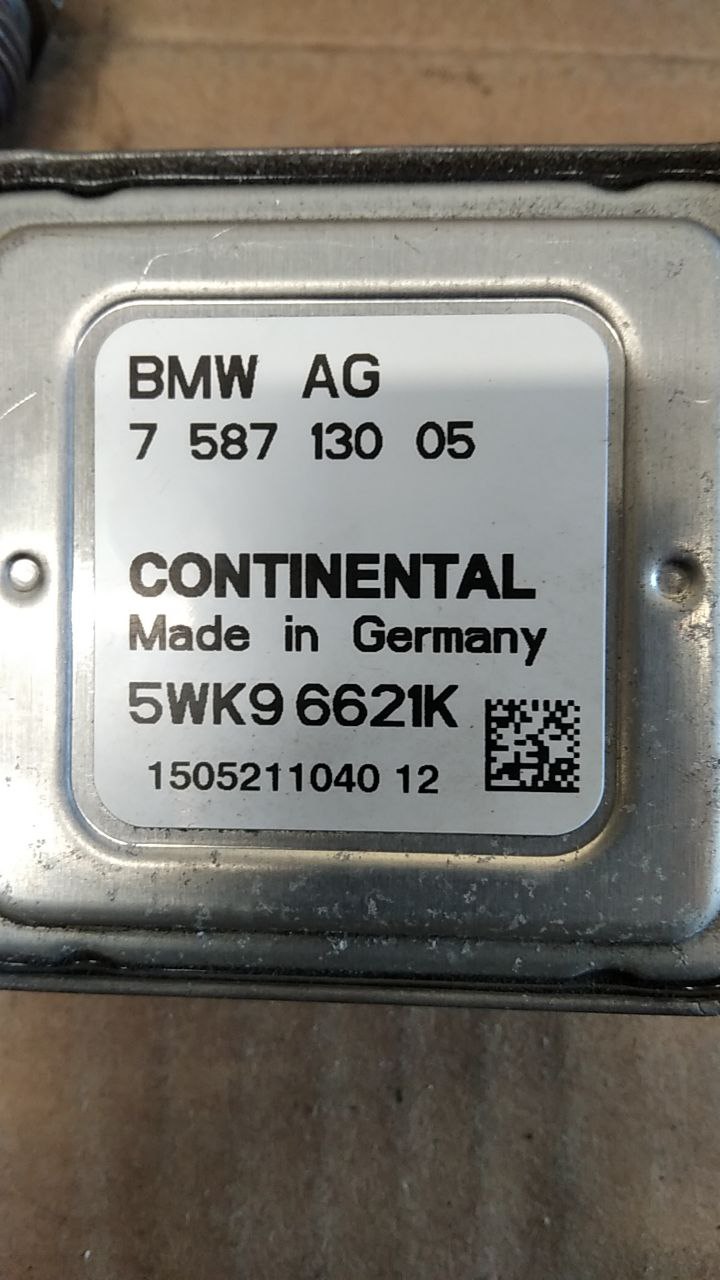 BMW AG
7 587 130 05
CONTINENTAL
Made in Germany
5WK9 6621K
1505211040 12